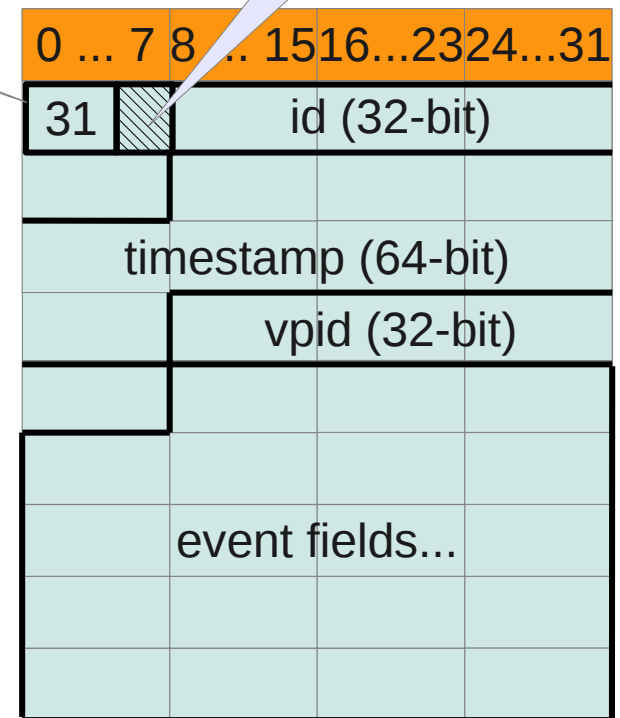 0 ... 7 8 ... 15 16...23 24...31
31 id (32-bit)
timestamp (64-bit)
vpid (32-bit)
event fields...